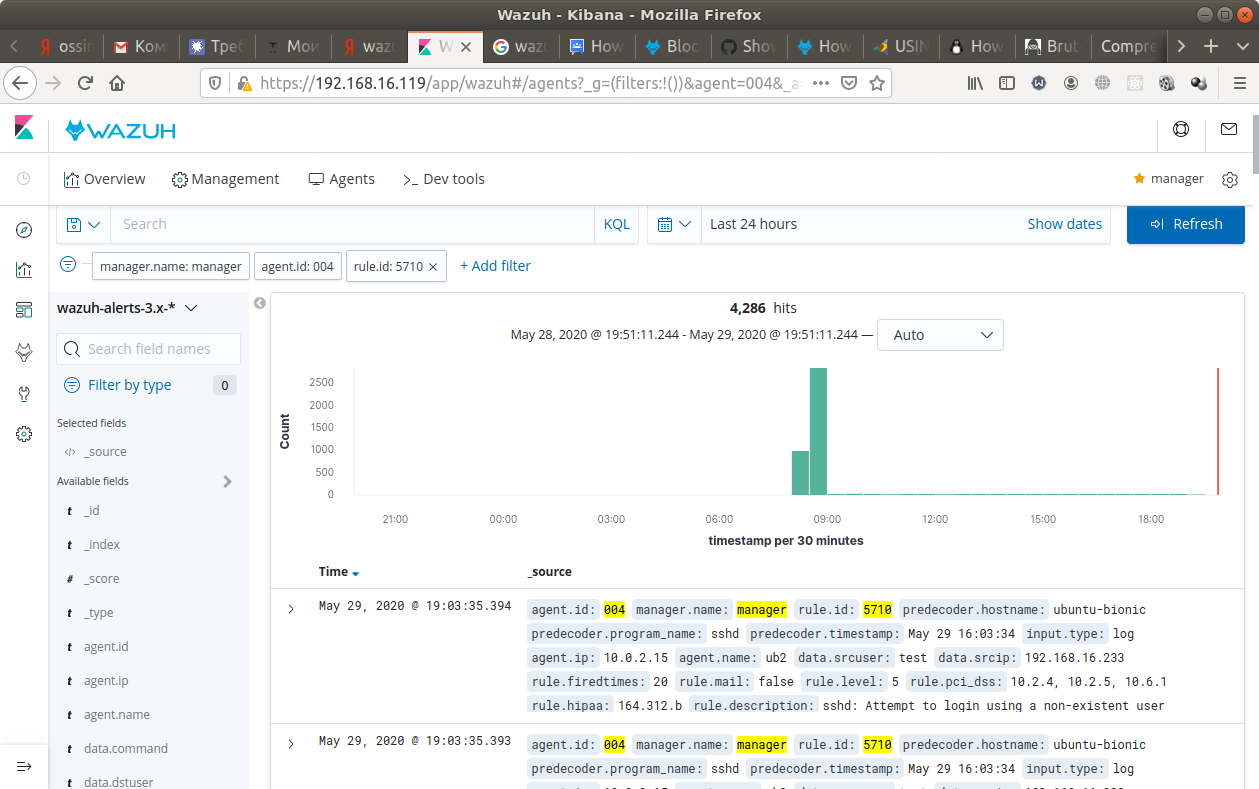 Wazuh - Kibana - Mozilla Firefox
ossir Ком Треб Мои wazu W wazu How Bloc Shov How USIN How Brut Compre
https://192.168.16.119/app/wazuh#/agents?_g=(filters:!())&agent=004&_a
WAZUH
Overview Management Agents >_ Dev tools manager
Search KQL Last 24 hours Show dates Refresh
manager.name: manager agent.id: 004 rule.id: 5710 × + Add filter
wazuh-alerts-3.x-*
4,286 hits
May 28, 2020 @ 19:51:11.244 - May 29, 2020 @ 19:51:11.244 — Auto
Search field names
Filter by type 0
Selected fields
</> _source
Available fields
t _id
t _index
# _score
t _type
t agent.id
t agent.ip
t agent.name
t data.command
t data.dstuser
Count
2500
2000
1500
1000
500
0
21:00 00:00 03:00 06:00 09:00 12:00 15:00 18:00
timestamp per 30 minutes
Time _source
May 29, 2020 @ 19:03:35.394 agent.id: 004 manager.name: manager rule.id: 5710 predecoder.hostname: ubuntu-bionic
predecoder.program_name: sshd predecoder.timestamp: May 29 16:03:34 input.type: log
agent.ip: 10.0.2.15 agent.name: ub2 data.srcuser: test data.srcip: 192.168.16.233
rule.firedtimes: 20 rule.mail: false rule.level: 5 rule.pci_dss: 10.2.4, 10.2.5, 10.6.1
rule.hipaa: 164.312.b rule.description: sshd: Attempt to login using a non-existent user
May 29, 2020 @ 19:03:35.393 agent.id: 004 manager.name: manager rule.id: 5710 predecoder.hostname: ubuntu-bionic
predecoder.program_name: sshd predecoder.timestamp: May 29 16:03:34 input.type: log